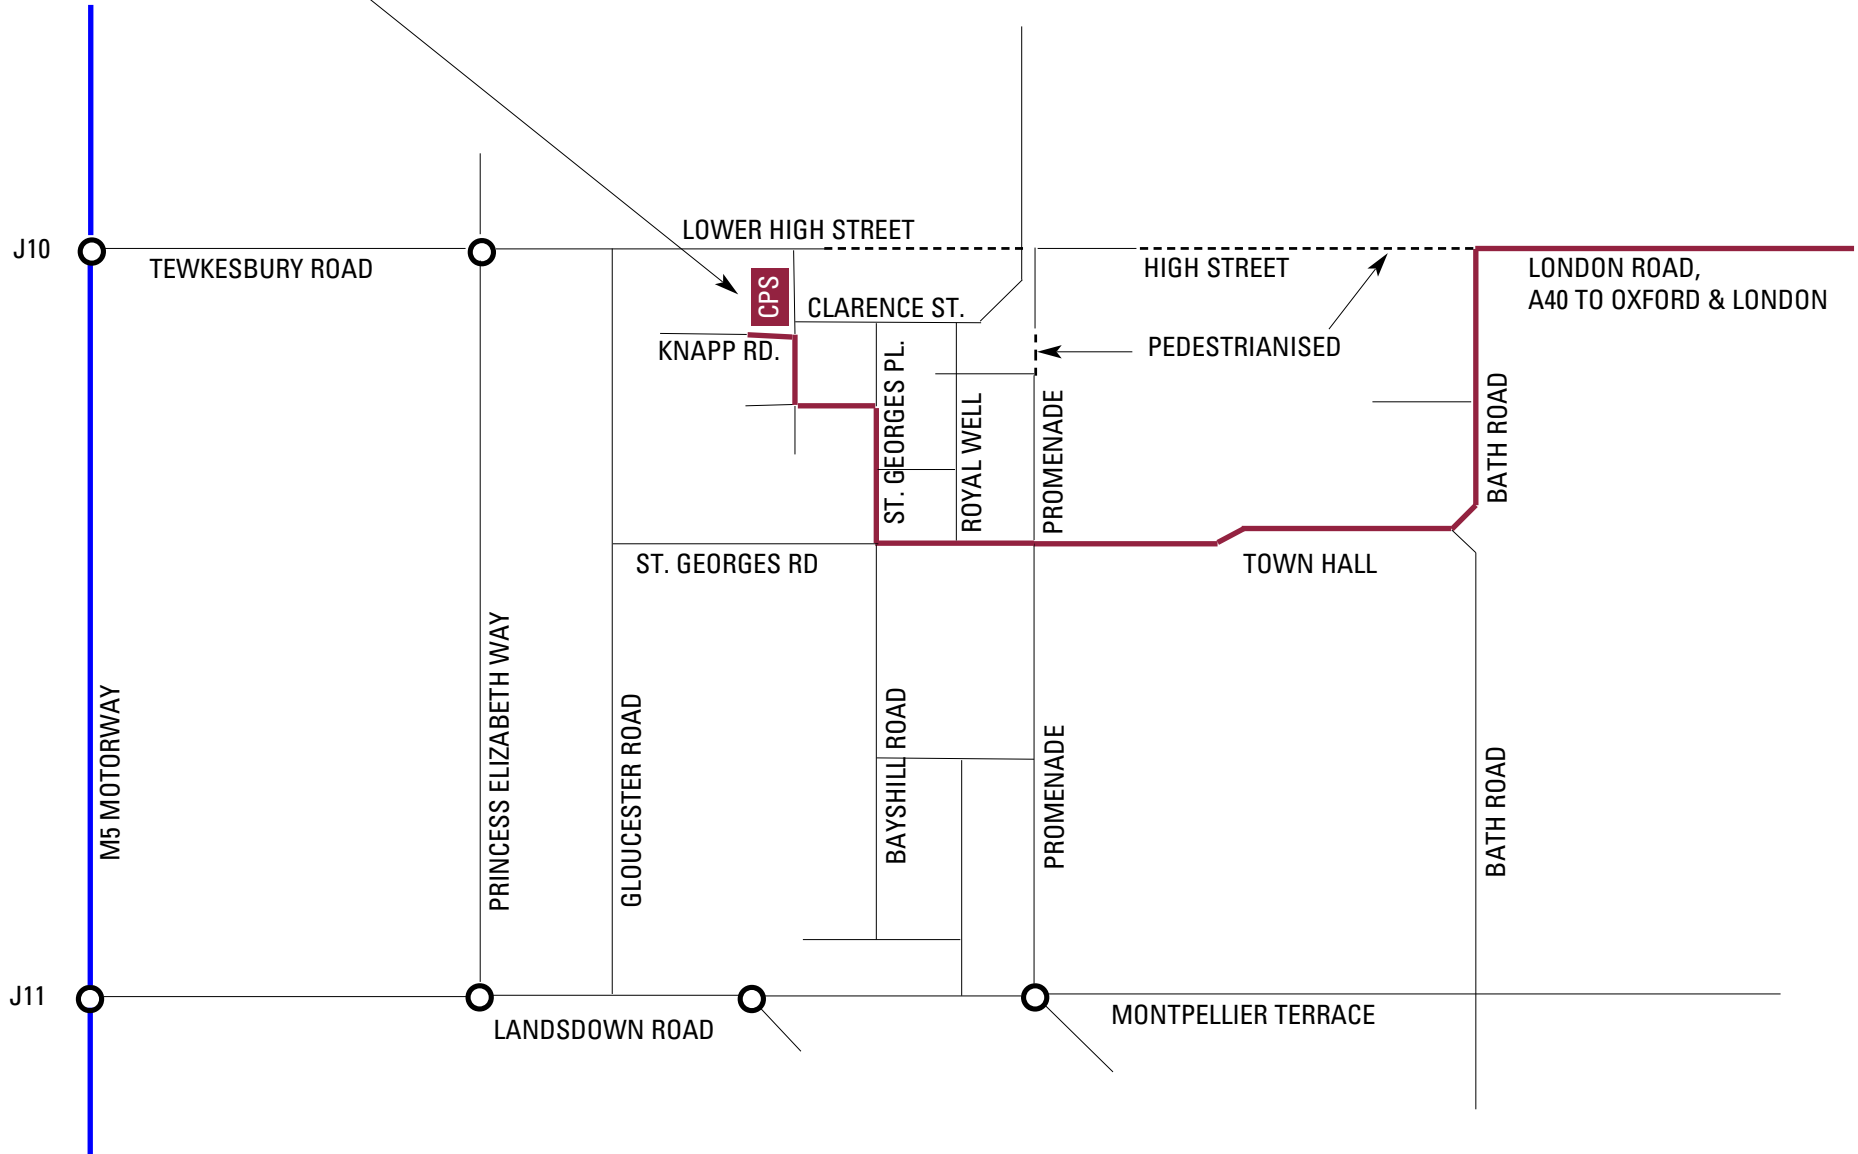 LOWER HIGH STREET
J10
TEWKESBURY ROAD
HIGH STREET
LONDON ROAD,
A40 TO OXFORD & LONDON
CPS
CLARENCE ST.
KNAPP RD.
PEDESTRIANISED
ST. GEORGES PL.
ROYAL WELL
PROMENADE
BATH ROAD
ST. GEORGES RD
TOWN HALL
M5 MOTORWAY
PRINCESS ELIZABETH WAY
GLOUCESTER ROAD
BAYSHILL ROAD
PROMENADE
BATH ROAD
J11
LANDSDOWN ROAD
MONTPELLIER TERRACE